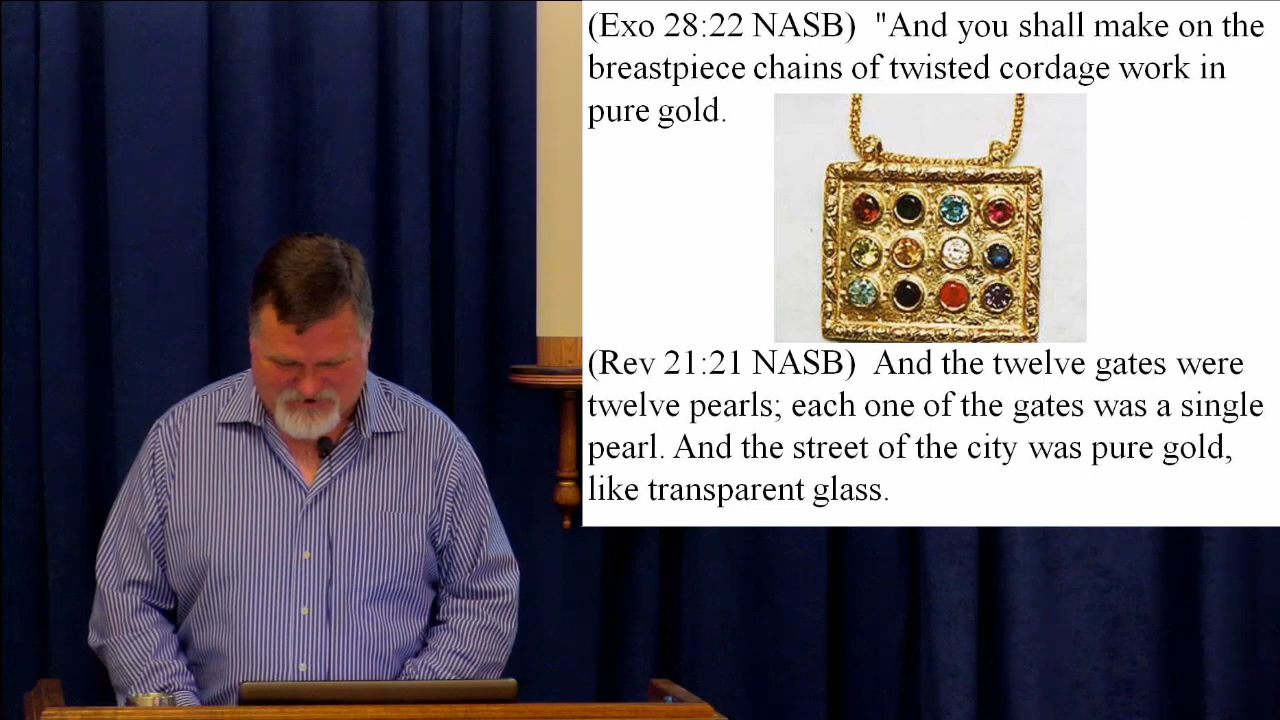 (Exo 28:22 NASB)  "And you shall make on the
breastpiece chains of twisted cordage work in
pure gold.
(Rev 21:21 NASB)  And the twelve gates were
twelve pearls; each one of the gates was a single
pearl. And the street of the city was pure gold,
like transparent glass.